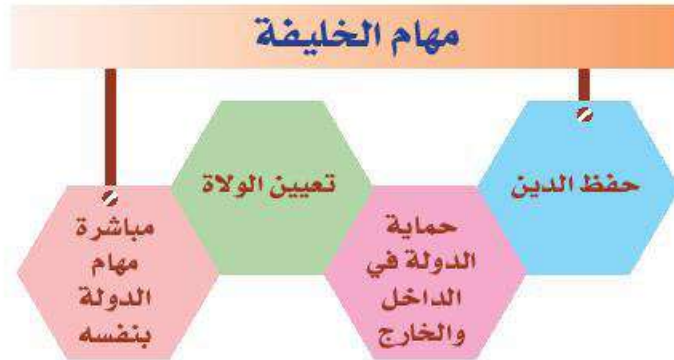 مهام الخليفة
حفظ الدين
حماية
الدولة في
الداخل
والخارج
تعيين الولاة
مباشرة
مهام
الدولة
بنفسه